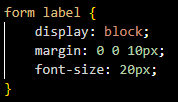 form label {
    display: block;
    margin: 0 0 10px;
    font-size: 20px;
}